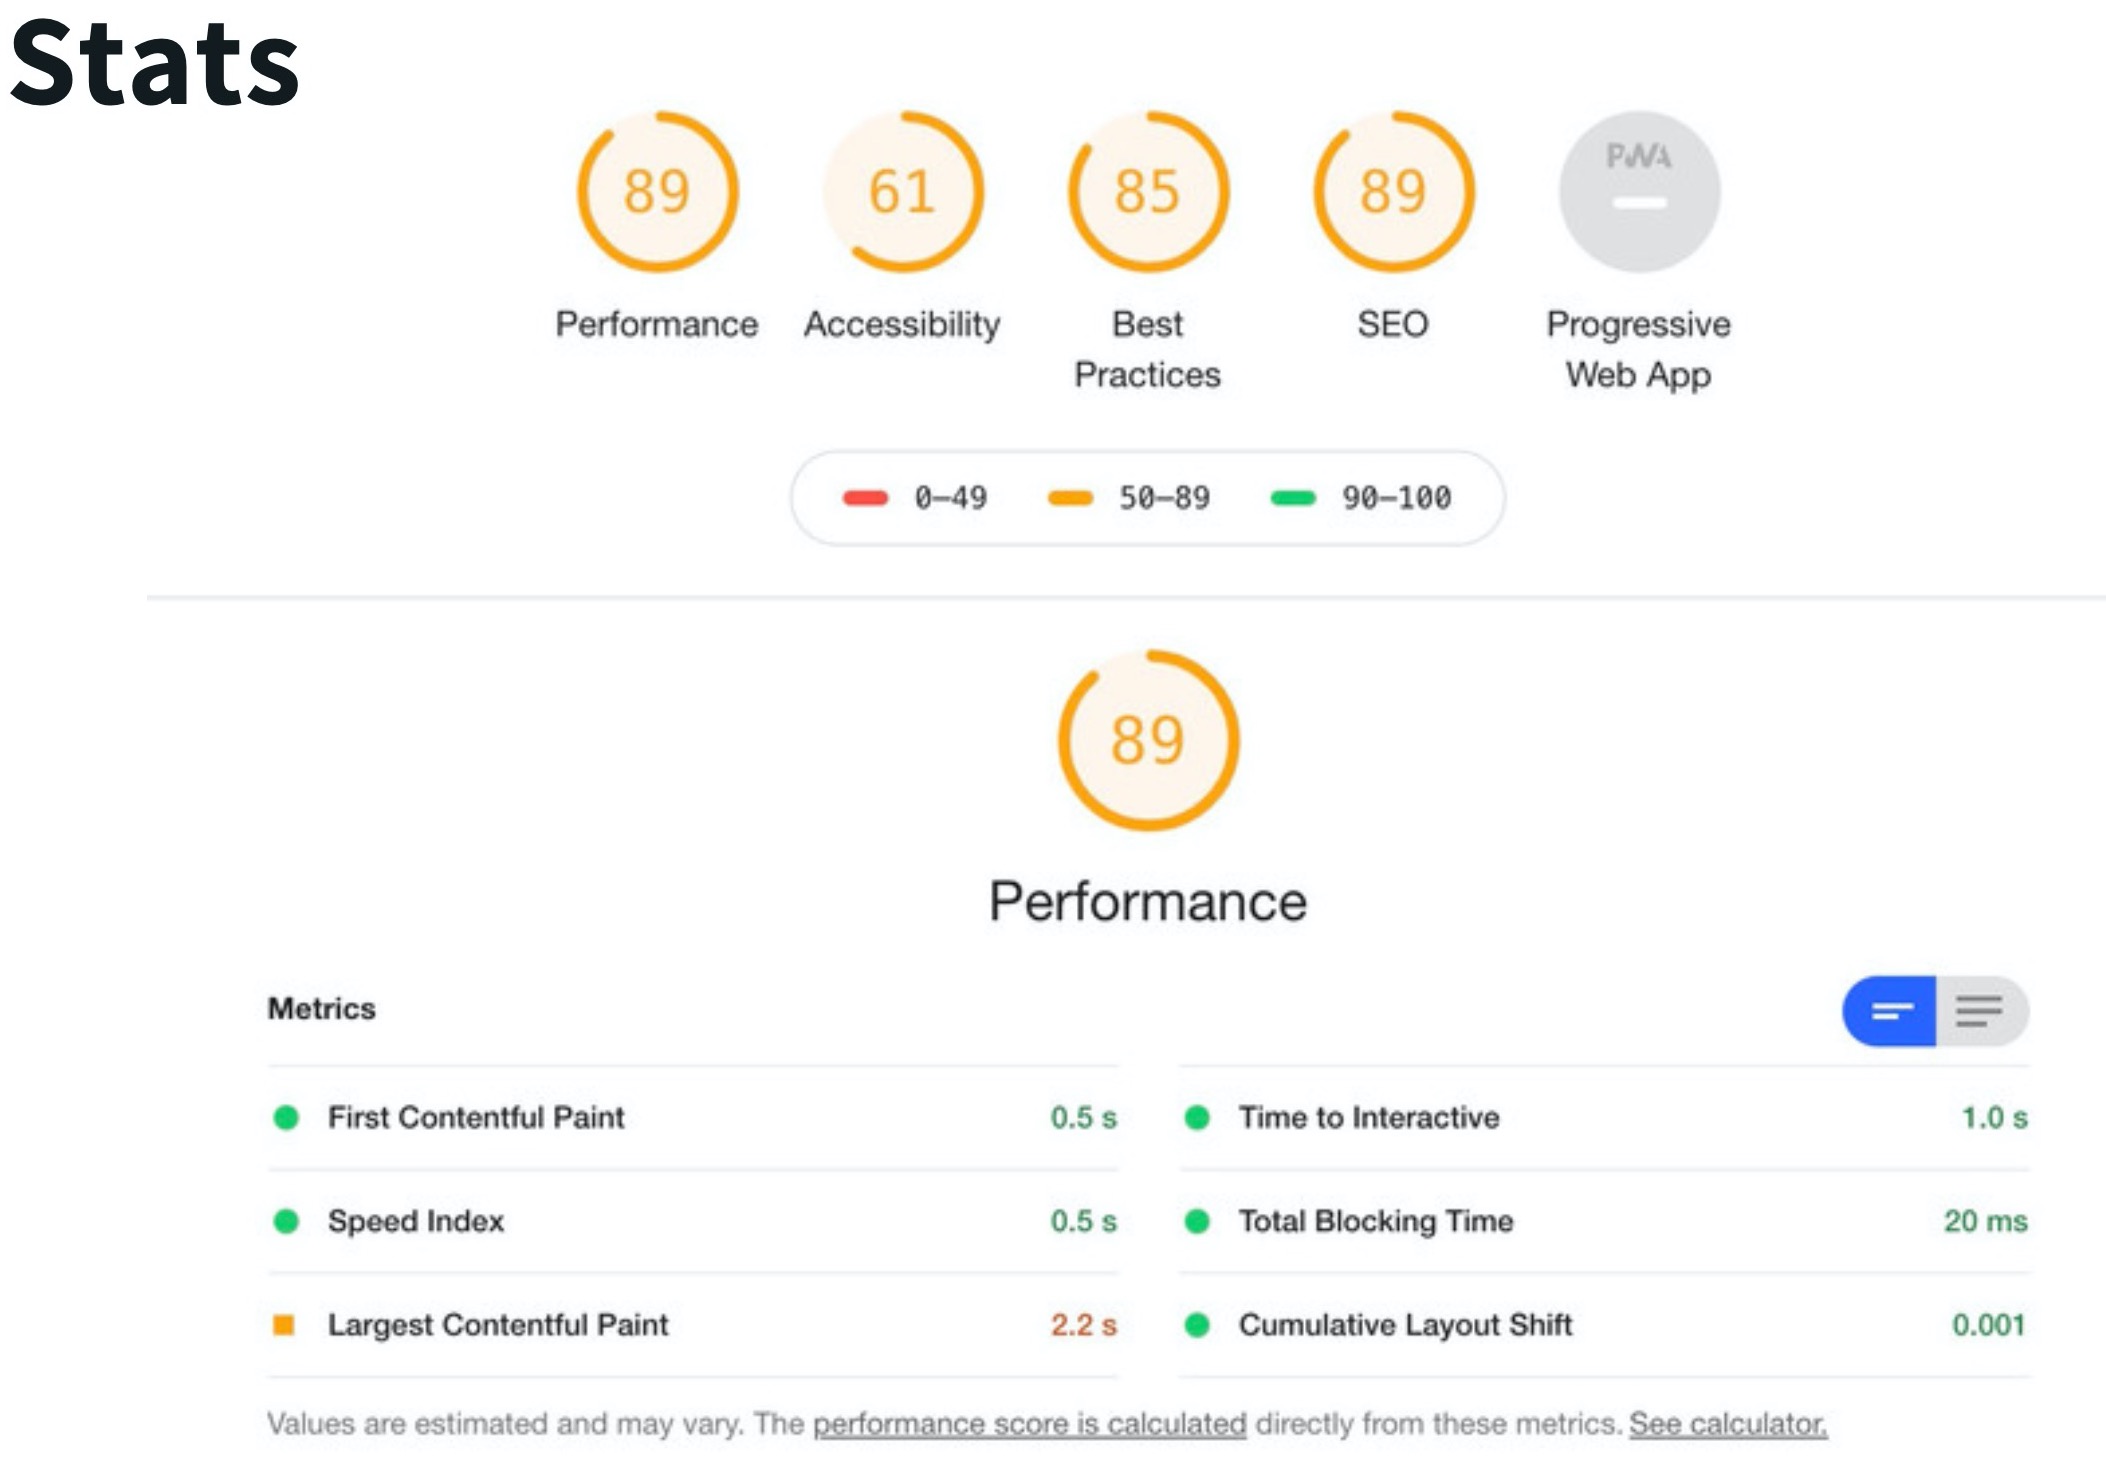 Stats
89 61 85 89 PWA
Performance Accessibility Best Practices SEO Progressive Web App
0–49 50–89 90–100
89
Performance
Metrics
First Contentful Paint 0.5 s
Time to Interactive 1.0 s
Speed Index 0.5 s
Total Blocking Time 20 ms
Largest Contentful Paint 2.2 s
Cumulative Layout Shift 0.001
Values are estimated and may vary. The performance score is calculated directly from these metrics. See calculator.